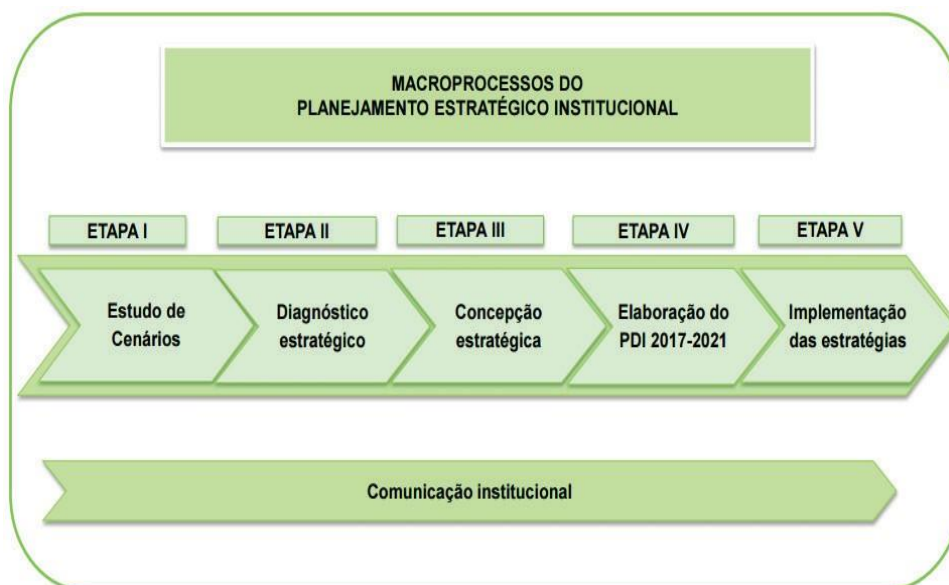 MACROPROCESSOS DO
PLANEJAMENTO ESTRATÉGICO INSTITUCIONAL
ETAPA I
ETAPA II
ETAPA III
ETAPA IV
ETAPA V
Estudo de
Cenários
Diagnóstico
estratégico
Concepção
estratégica
Elaboração do
PDI 2017-2021
Implementação
das estratégias
Comunicação institucional